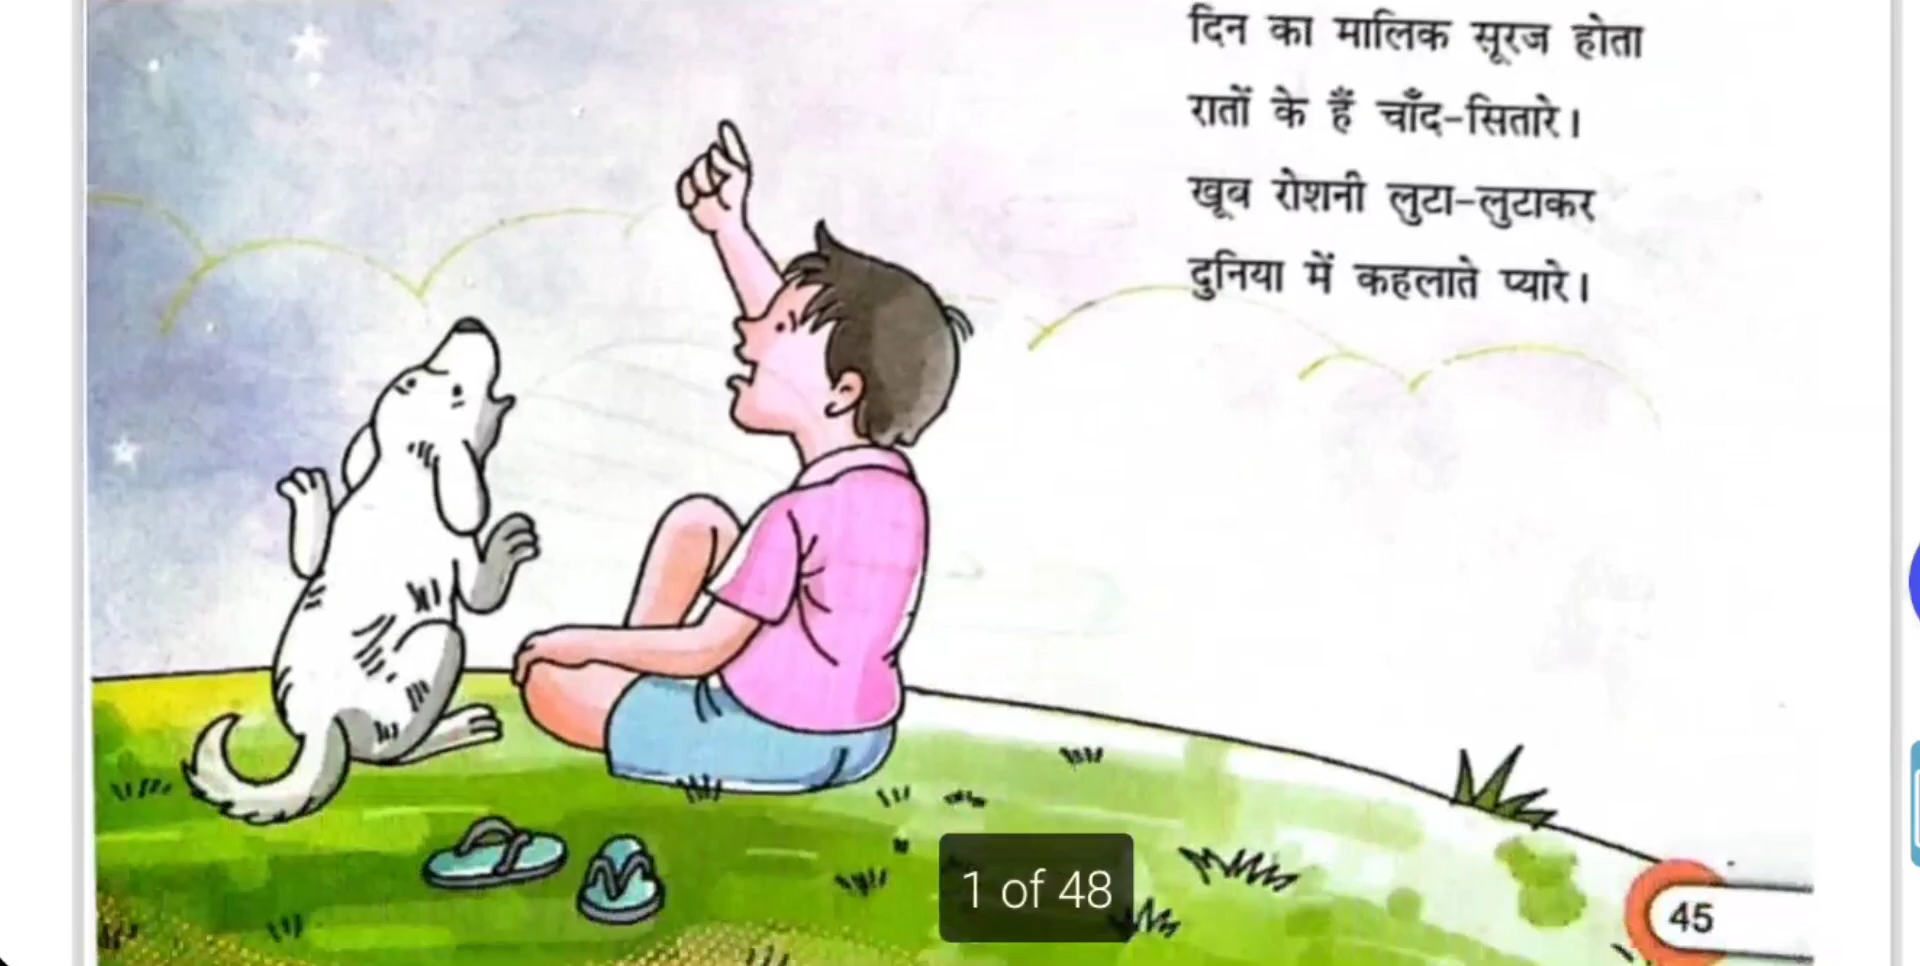 दिन का मालिक सूरज होता
रातों के हैं चाँद-सितारे।
खूब रोशनी लुटा-लुटाकर
दुनिया में कहलाते प्यारे।
1 of 48
45